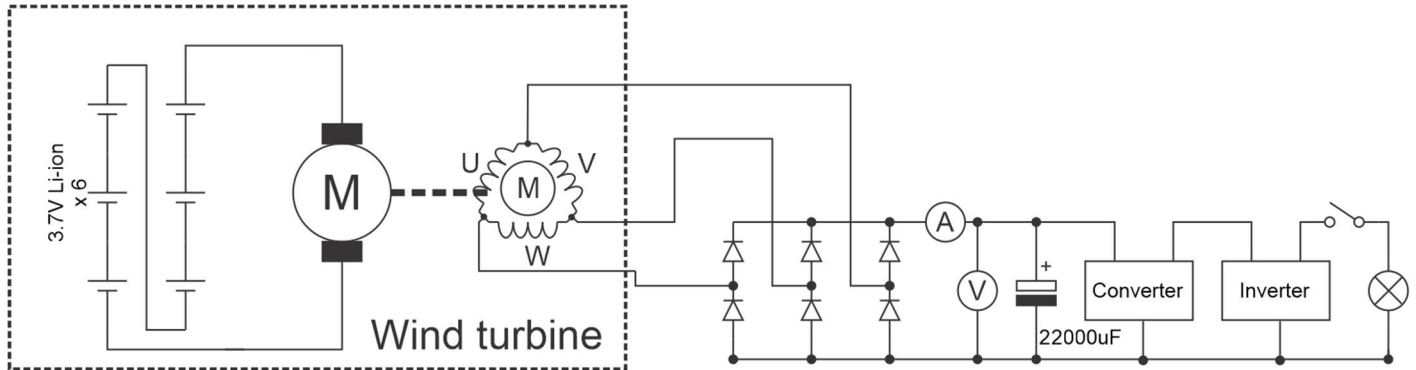 3.7V Li-ion
x 6
M
U
V
M
W
Wind turbine
A
V
+
22000uF
Converter
Inverter